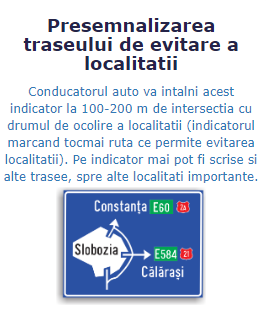 Presemnalizarea
traseului de evitare a
localitatii
Conducatorul auto va intalni acest
indicator la 100-200 m de intersectia cu
drumul de ocolire a localitatii (indicatorul
marcand tocmai ruta ce permite evitarea
localitatii). Pe indicator mai pot fi scrise si
alte trasee, spre alte localitati importante.
Constanța E60 26
Slobozia
E584 21
Călărași